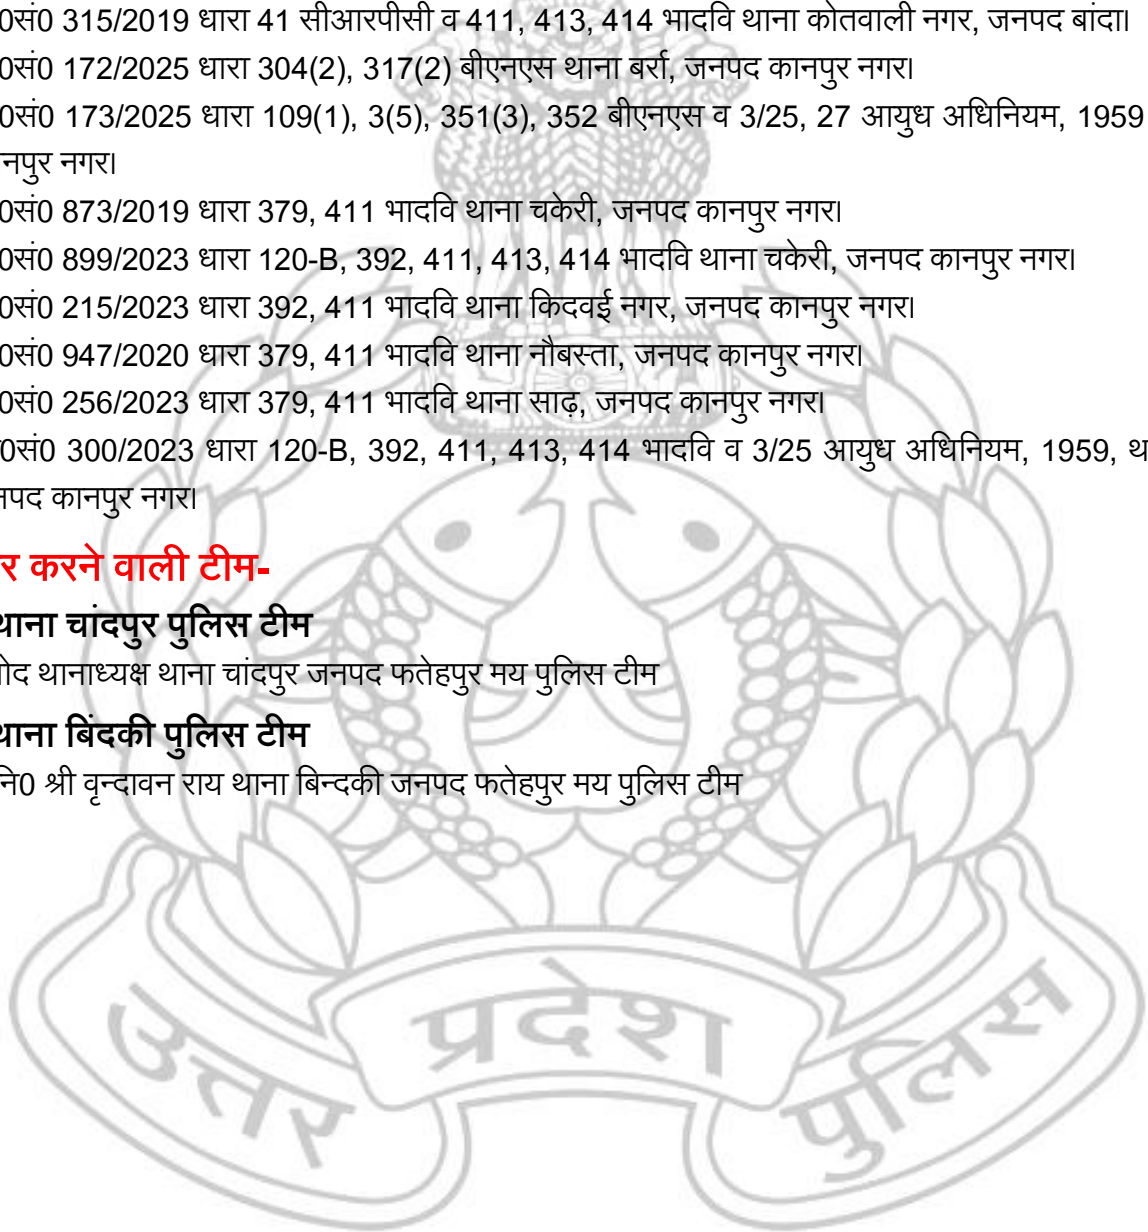 0सं0 315/2019 धारा 41 सीआरपीसी व 411, 413, 414 भादवि थाना कोतवाली नगर, जनपद बांदा।
0सं0 172/2025 धारा 304(2), 317(2) बीएनएस थाना बर्रा, जनपद कानपुर नगर।
0सं0 173/2025 धारा 109(1), 3(5), 351(3), 352 बीएनएस व 3/25, 27 आयुध अधिनियम, 1959
नपुर नगर।
0सं0 873/2019 धारा 379, 411 भादवि थाना चकेरी, जनपद कानपुर नगर।
0सं0 899/2023 धारा 120-B, 392, 411, 413, 414 भादवि थाना चकेरी, जनपद कानपुर नगर।
0सं0 215/2023 धारा 392, 411 भादवि थाना किदवई नगर, जनपद कानपुर नगर।
0सं0 947/2020 धारा 379, 411 भादवि थाना नौबस्ता, जनपद कानपुर नगर।
0सं0 256/2023 धारा 379, 411 भादवि थाना साढ़, जनपद कानपुर नगर।
0सं0 300/2023 धारा 120-B, 392, 411, 413, 414 भादवि व 3/25 आयुध अधिनियम, 1959, थ
नपद कानपुर नगर।
र करने वाली टीम-
थाना चांदपुर पुलिस टीम
ोद थानाध्यक्ष थाना चांदपुर जनपद फतेहपुर मय पुलिस टीम
थाना बिंदकी पुलिस टीम
नि0 श्री वृन्दावन राय थाना बिन्दकी जनपद फतेहपुर मय पुलिस टीम
उत्तर प्रदेश पुलिस